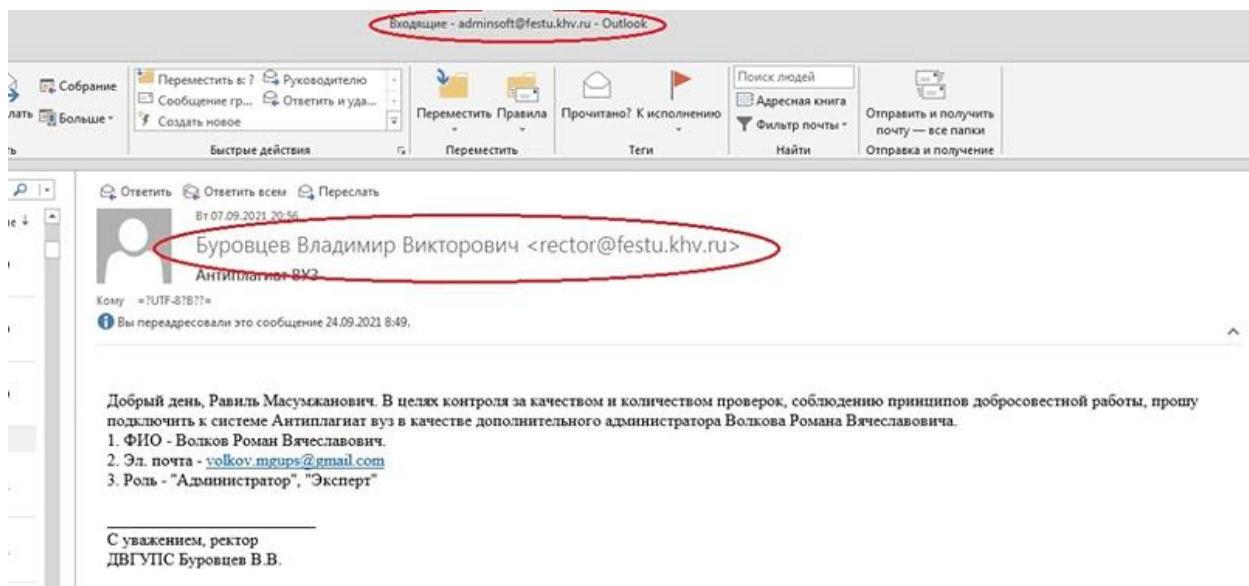 Входящие - adminsoft@festu.khv.ru - Outlook
Собрание
Больше
Переместить в: ?
Руководителю
Сообщение гр...
Ответить и уда...
Создать новое
Быстрые действия
Переместить
Правила
Переместить
Прочитано?
К исполнению
Теги
Поиск людей
Адресная книга
Фильтр почты
Найти
Отправить и получить
почту — все папки
Отправка и получение
Ответить Ответить всем Переслать
Вт 07.09.2021 20:56
Буровцев Владимир Викторович <rector@festu.khv.ru>
Антиплагиат ВУЗ
Кому =?UTF-8?B??=
Вы переадресовали это сообщение 24.09.2021 8:49.
Добрый день, Равиль Масумжанович. В целях контроля за качеством и количеством проверок, соблюдению принципов добросовестной работы, прошу
подключить к системе Антиплагиат вуз в качестве дополнительного администратора Волкова Романа Вячеславовича.
1. ФИО - Волков Роман Вячеславович.
2. Эл. почта - volkov.mgups@gmail.com
3. Роль - "Администратор", "Эксперт"
С уважением, ректор
ДВГУПС Буровцев В.В.